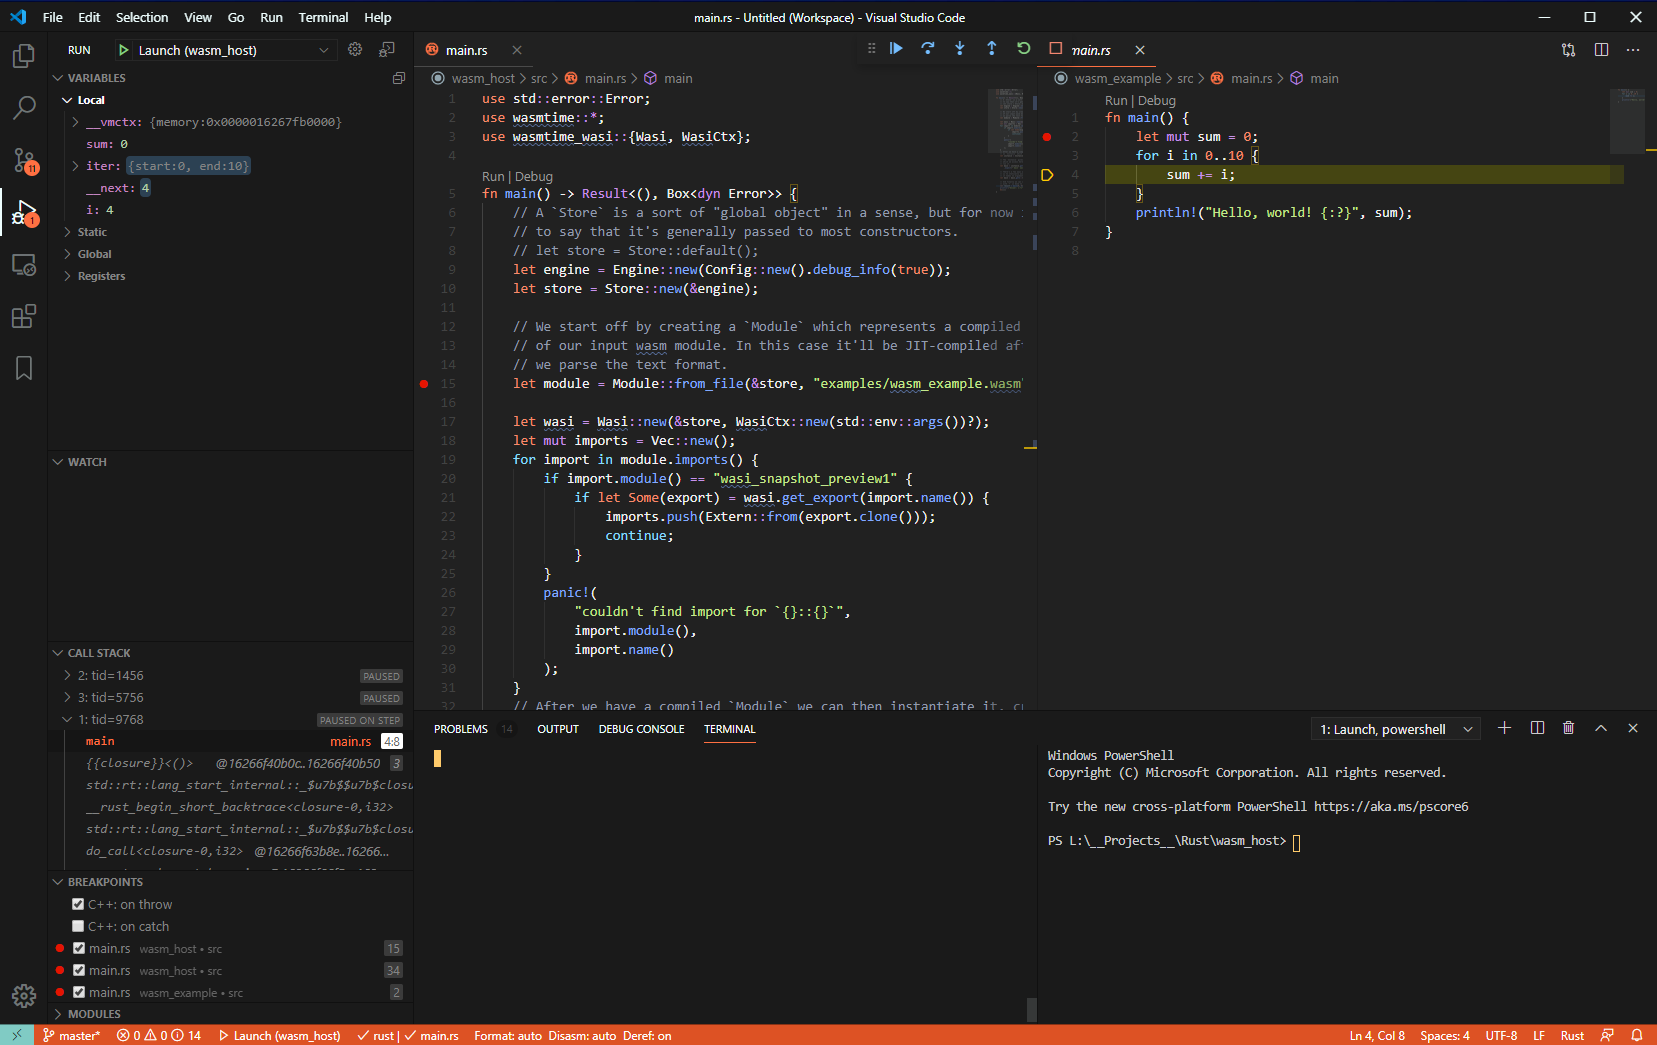 File Edit Selection View Go Run Terminal Help
main.rs - Untitled (Workspace) - Visual Studio Code
RUN Launch (wasm_host)
VARIABLES
Local
__vmctx: {memory:0x0000016267fb0000}
sum: 0
iter: {start:0, end:10}
__next: 4
i: 4
Static
Global
Registers
WATCH
CALL STACK
2: tid=1456 PAUSED
3: tid=5756 PAUSED
1: tid=9768 PAUSED ON STEP
main main.rs 4:8
{{closure}}<()> @16266f40b0c..16266f40b50 3
std::rt::lang_start_internal::_$u7b$$u7b$closu
__rust_begin_short_backtrace<closure-0,i32>
std::rt::lang_start_internal::_$u7b$$u7b$closu
do_call<closure-0,i32> @16266f63b8e..16266...
BREAKPOINTS
C++: on throw
C++: on catch
main.rs wasm_host • src 15
main.rs wasm_host • src 34
main.rs wasm_example • src 2
MODULES
11
1
main.rs
wasm_host > src > main.rs > main
1 use std::error::Error;
2 use wasmtime::*;
3 use wasmtime_wasi::{Wasi, WasiCtx};
4
Run | Debug
5 fn main() -> Result<(), Box<dyn Error>> {
6 // A `Store` is a sort of "global object" in a sense, but for now
7 // to say that it's generally passed to most constructors.
8 // let store = Store::default();
9 let engine = Engine::new(Config::new().debug_info(true));
10 let store = Store::new(&engine);
11
12 // We start off by creating a `Module` which represents a compiled
13 // of our input wasm module. In this case it'll be JIT-compiled af
14 // we parse the text format.
15 let module = Module::from_file(&store, "examples/wasm_example.wasm"
16
17 let wasi = Wasi::new(&store, WasiCtx::new(std::env::args())?);
18 let mut imports = Vec::new();
19 for import in module.imports() {
20 if import.module() == "wasi_snapshot_preview1" {
21 if let Some(export) = wasi.get_export(import.name()) {
22 imports.push(Extern::from(export.clone()));
23 continue;
24 }
25 }
26 panic!(
27 "couldn't find import for `{}::{}`",
28 import.module(),
29 import.name()
30 );
31 }
32 // After we have a compiled `Module` we can then instantiate it, c
main.rs
wasm_example > src > main.rs > main
Run | Debug
1 fn main() {
2 let mut sum = 0;
3 for i in 0..10 {
4 sum += i;
5 }
6 println!("Hello, world! {:?}", sum);
7 }
8
PROBLEMS 14 OUTPUT DEBUG CONSOLE TERMINAL
1: Launch, powershell
Windows PowerShell
Copyright (C) Microsoft Corporation. All rights reserved.
Try the new cross-platform PowerShell https://aka.ms/pscore6
PS L:\__Projects__\Rust\wasm_host>
master* 0 0 14 Launch (wasm_host) rust | main.rs Format: auto Disasm: auto Deref: on
Ln 4, Col 8 Spaces: 4 UTF-8 LF Rust